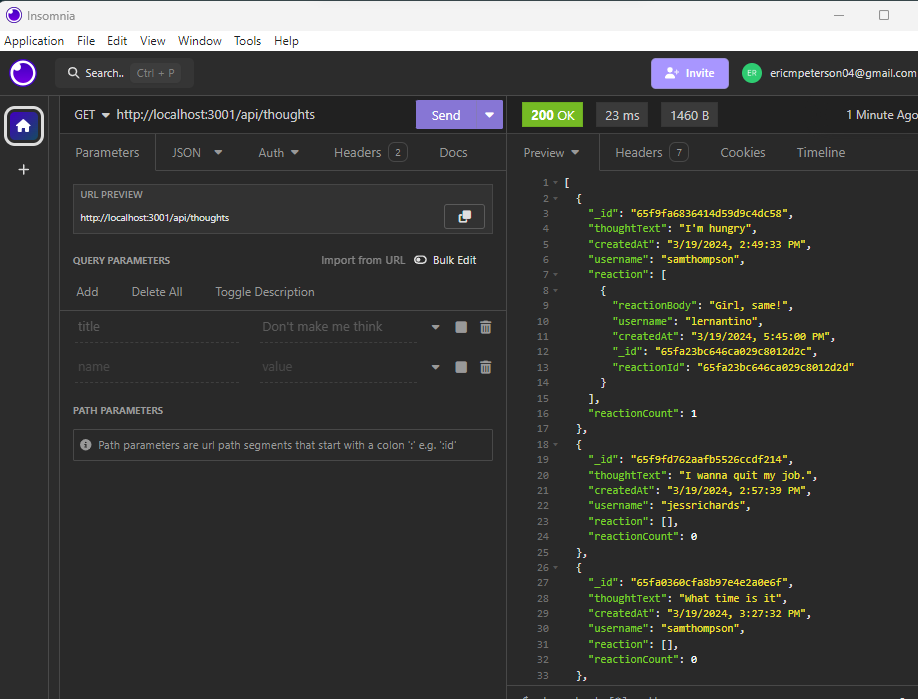 Insomnia
Application File Edit View Window Tools Help
Search.. Ctrl + P
Invite
ER
ericmpeterson04@gmail.com
GET http://localhost:3001/api/thoughts
Send
200 OK
23 ms
1460 B
1 Minute Ago
Parameters
JSON
Auth
Headers 2
Docs
Preview
Headers 7
Cookies
Timeline
URL PREVIEW
http://localhost:3001/api/thoughts
QUERY PARAMETERS
Import from URL
Bulk Edit
Add
Delete All
Toggle Description
title
Don't make me think
name
value
PATH PARAMETERS
Path parameters are url path segments that start with a colon ':' e.g. ':id'
1 [
2 {
3 "_id": "65f9fa6836414d59d9c4dc58",
4 "thoughtText": "I'm hungry",
5 "createdAt": "3/19/2024, 2:49:33 PM",
6 "username": "samthompson",
7 "reaction": [
8 {
9 "reactionBody": "Girl, same!",
10 "username": "lernantino",
11 "createdAt": "3/19/2024, 5:45:00 PM",
12 "_id": "65fa23bc646ca029c8012d2c",
13 "reactionId": "65fa23bc646ca029c8012d2d"
14 }
15 ],
16 "reactionCount": 1
17 },
18 {
19 "_id": "65f9fd762aafb5526ccdf214",
20 "thoughtText": "I wanna quit my job.",
21 "createdAt": "3/19/2024, 2:57:39 PM",
22 "username": "jessrichards",
23 "reaction": [],
24 "reactionCount": 0
25 },
26 {
27 "_id": "65fa0360cfa8b97e4e2a0e6f",
28 "thoughtText": "What time is it",
29 "createdAt": "3/19/2024, 3:27:32 PM",
30 "username": "samthompson",
31 "reaction": [],
32 "reactionCount": 0
33 },